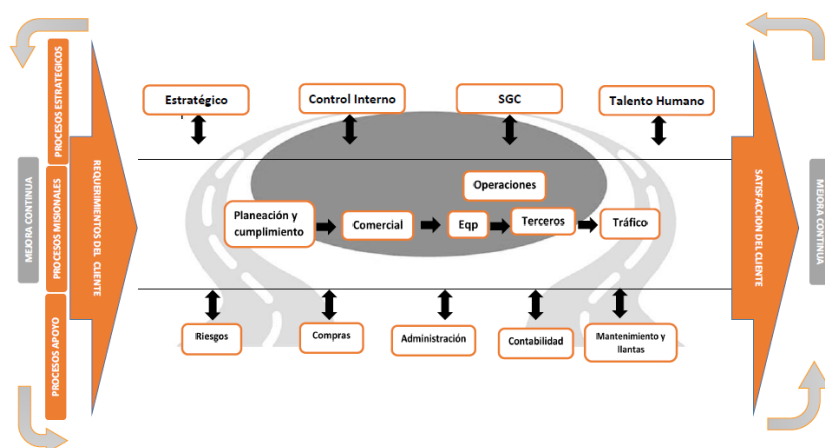 PROCESOS ESTRATEGICOS
PROCESOS MISIONALES
PROCESOS APOYO
MEJORA CONTINUA
REQUERIMIENTOS DEL CLIENTE
Estratégico
Control Interno
SGC
Talento Humano
Operaciones
Planeación y
cumplimiento
Comercial
Eqp
Terceros
Tráfico
Riesgos
Compras
Administración
Contabilidad
Mantenimiento y
llantas
SATISFACCION DEL CLIENTE
MEJORA CONTINUA